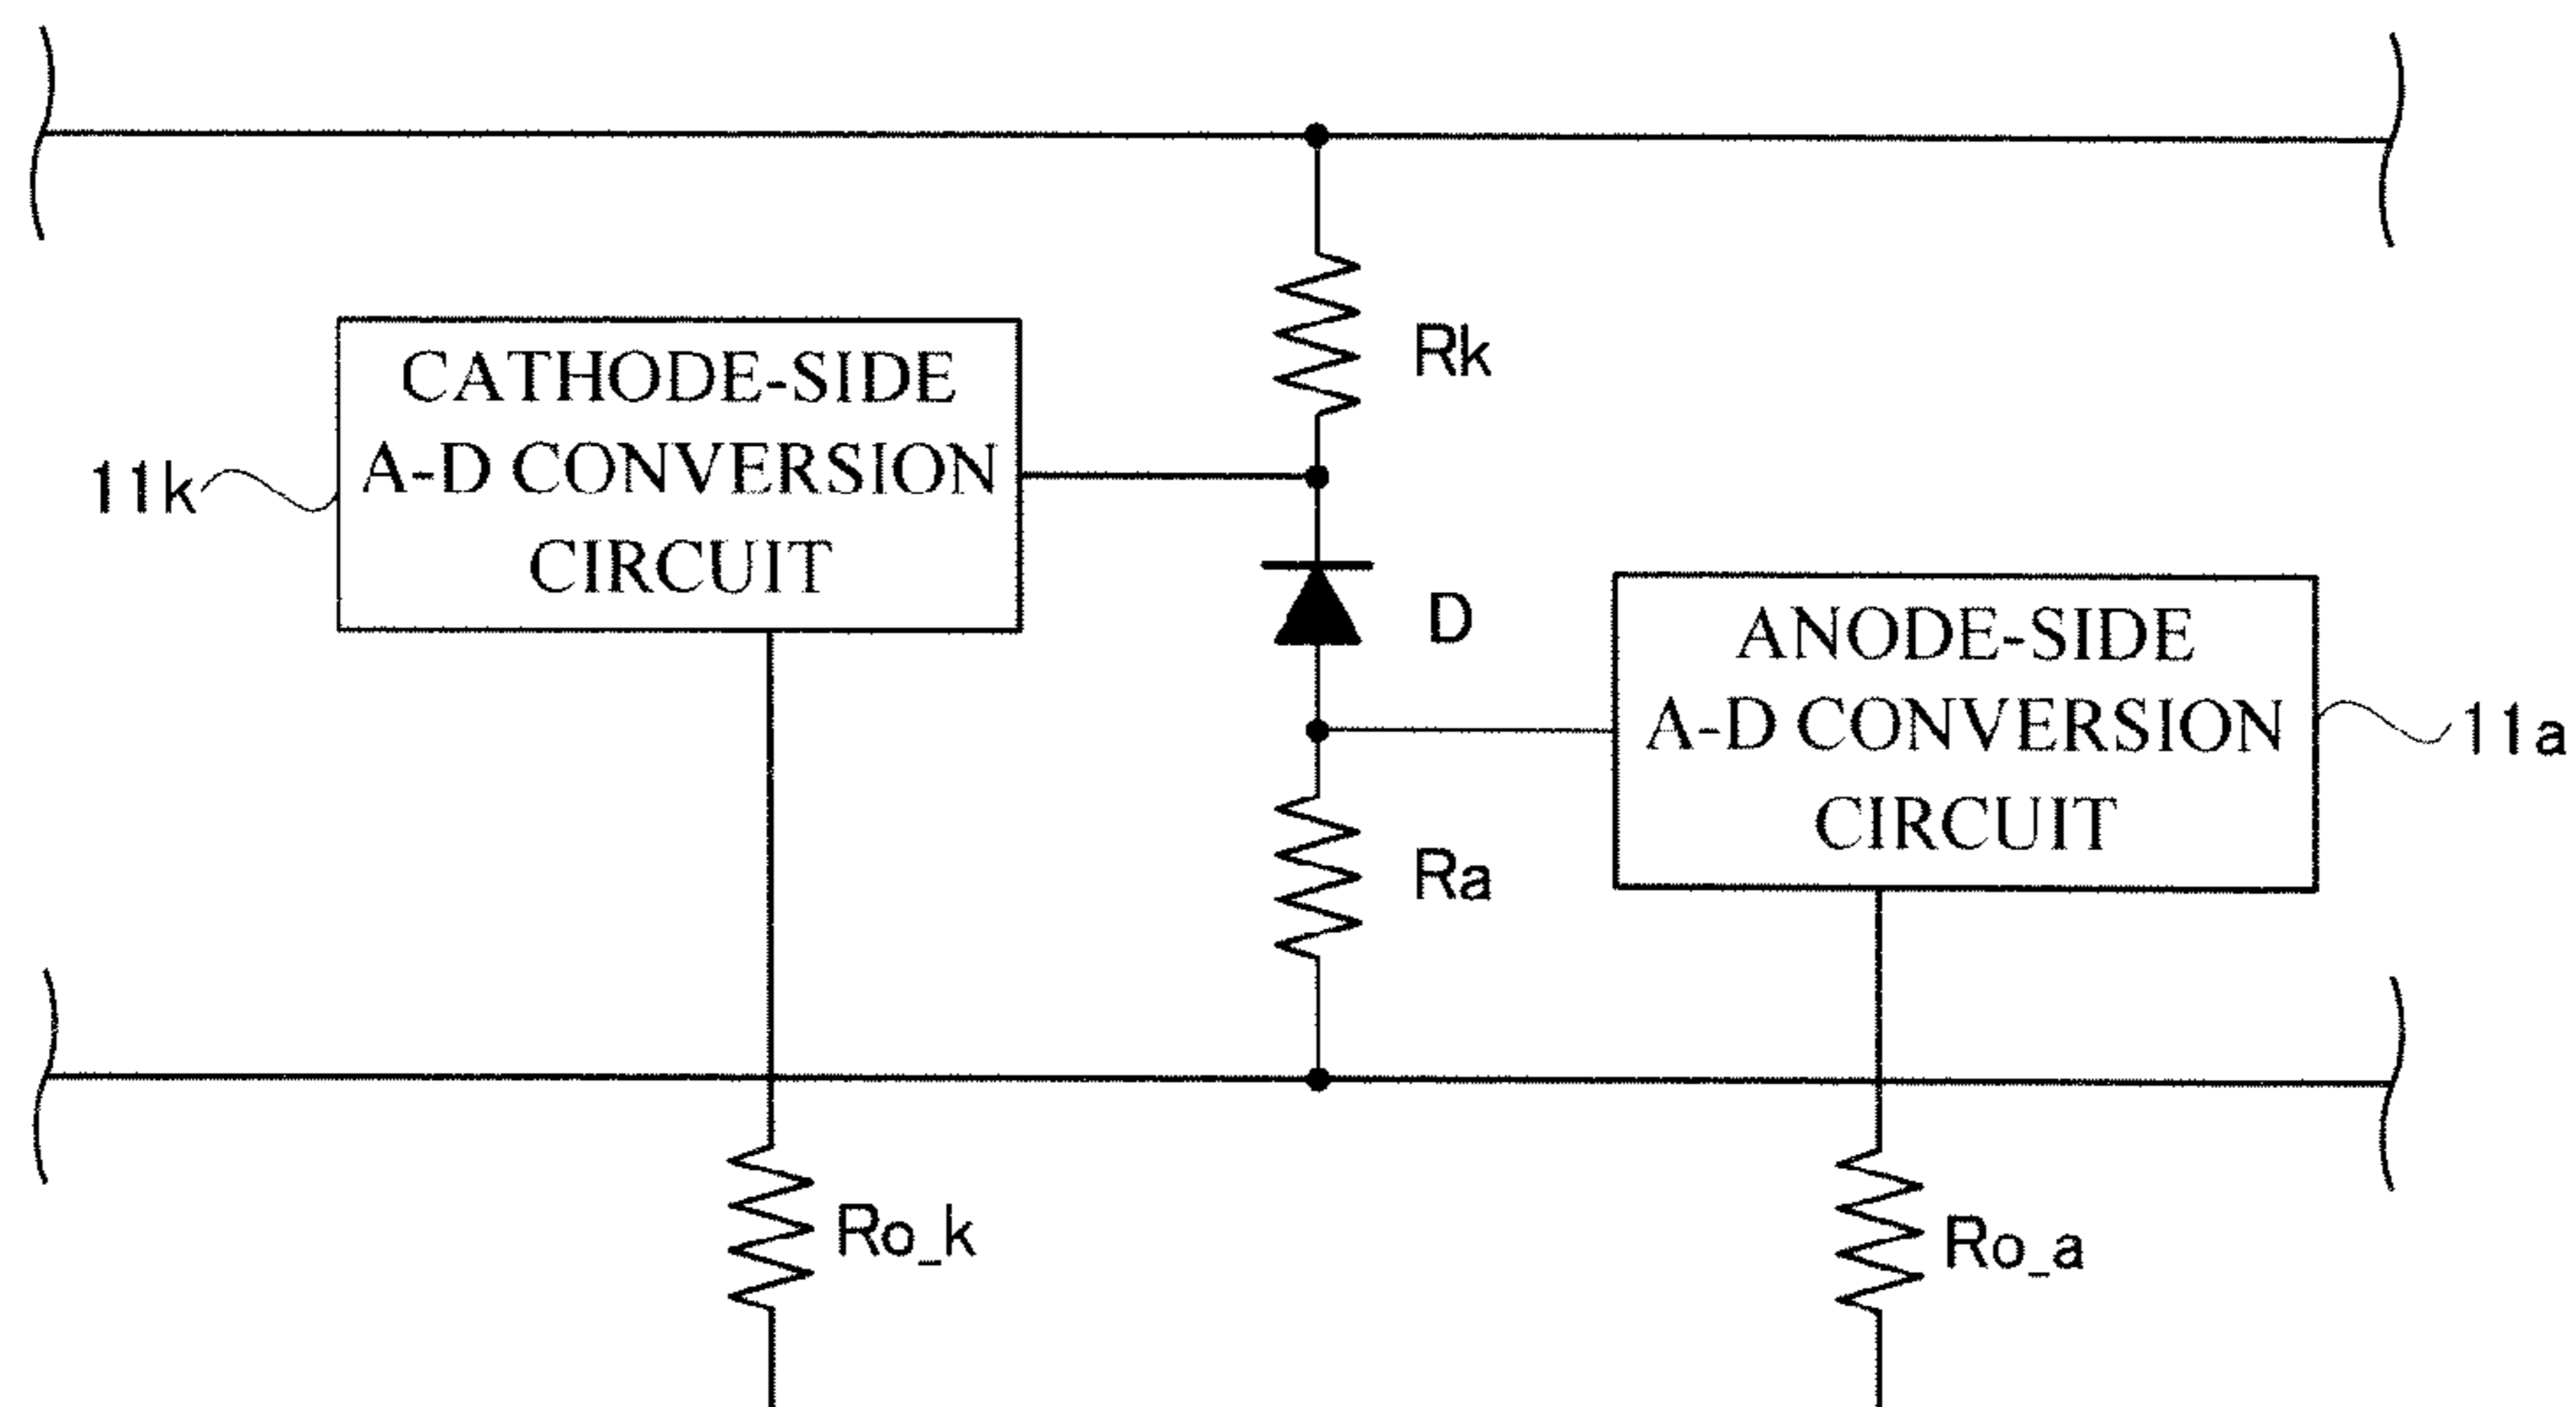 Rk
CATHODE-SIDE
A-D CONVERSION
CIRCUIT
11k
D
ANODE-SIDE
A-D CONVERSION
CIRCUIT
11a
Ra
Ro_k
Ro_a